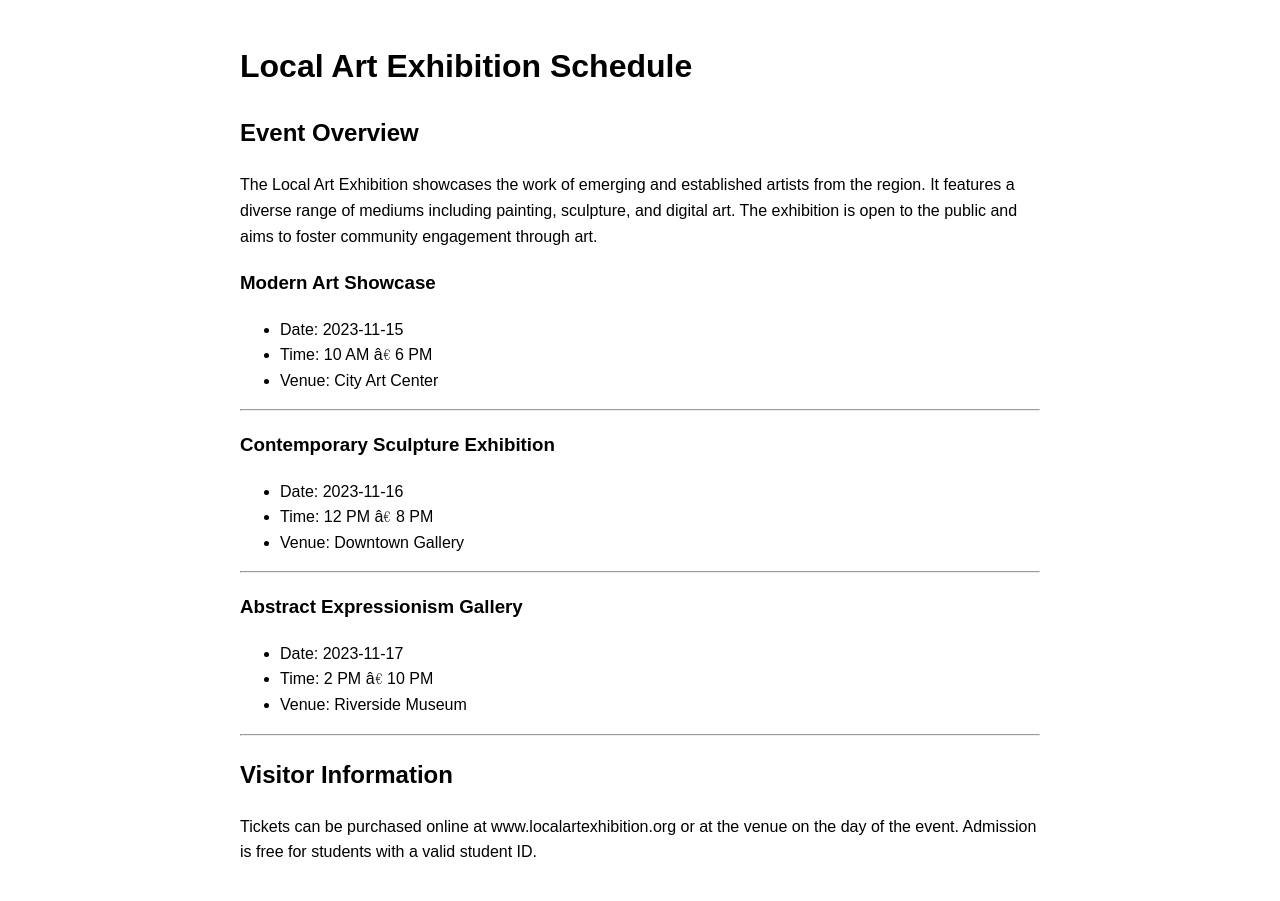 Local Art Exhibition Schedule
Event Overview
The Local Art Exhibition showcases the work of emerging and established artists from the region. It features a
diverse range of mediums including painting, sculpture, and digital art. The exhibition is open to the public and
aims to foster community engagement through art.
Modern Art Showcase
• Date: 2023-11-15
• Time: 10 AM â€ 6 PM
• Venue: City Art Center
Contemporary Sculpture Exhibition
• Date: 2023-11-16
• Time: 12 PM â€ 8 PM
• Venue: Downtown Gallery
Abstract Expressionism Gallery
• Date: 2023-11-17
• Time: 2 PM â€ 10 PM
• Venue: Riverside Museum
Visitor Information
Tickets can be purchased online at www.localartexhibition.org or at the venue on the day of the event. Admission
is free for students with a valid student ID.